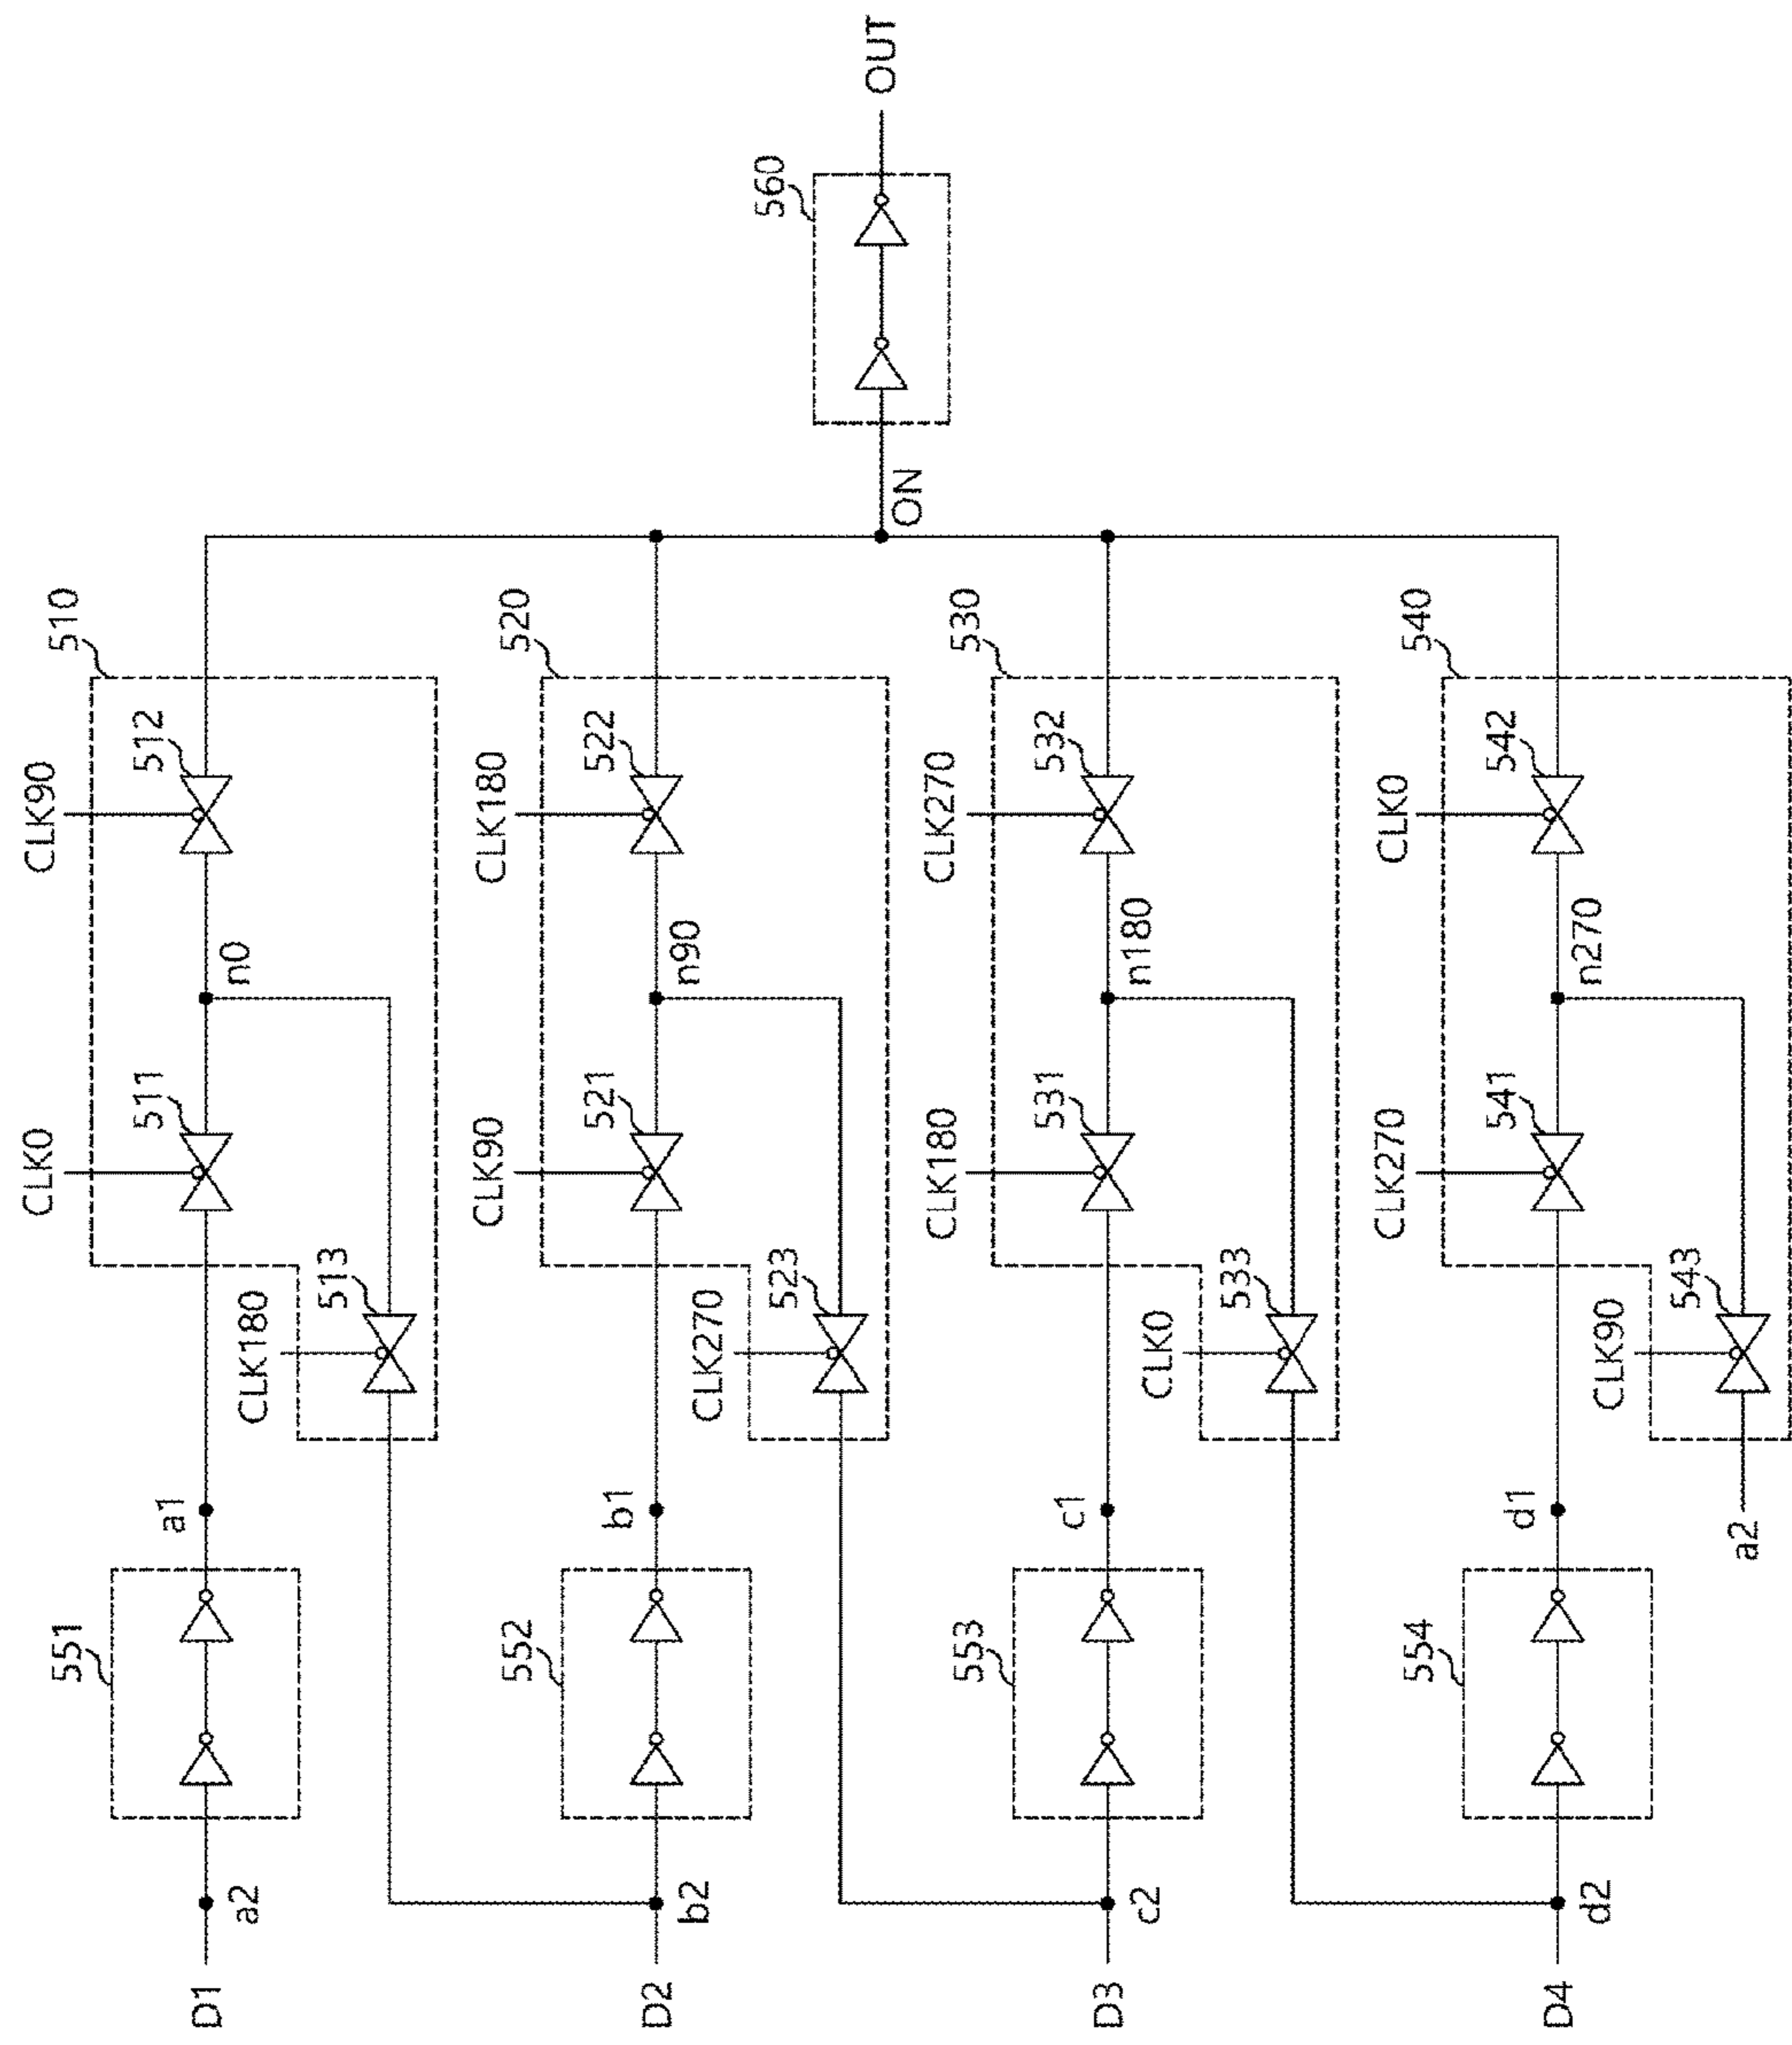 510
CLK0
CLK90
511
512
n0
CLK180
513
551
a1
D1
a2
520
CLK90
CLK180
521
522
n90
CLK270
523
552
b1
D2
b2
560
ON
OUT
530
CLK180
CLK270
531
532
n180
CLK0
533
553
c1
D3
c2
540
CLK270
CLK0
541
542
n270
CLK90
543
a2
554
d1
D4
d2